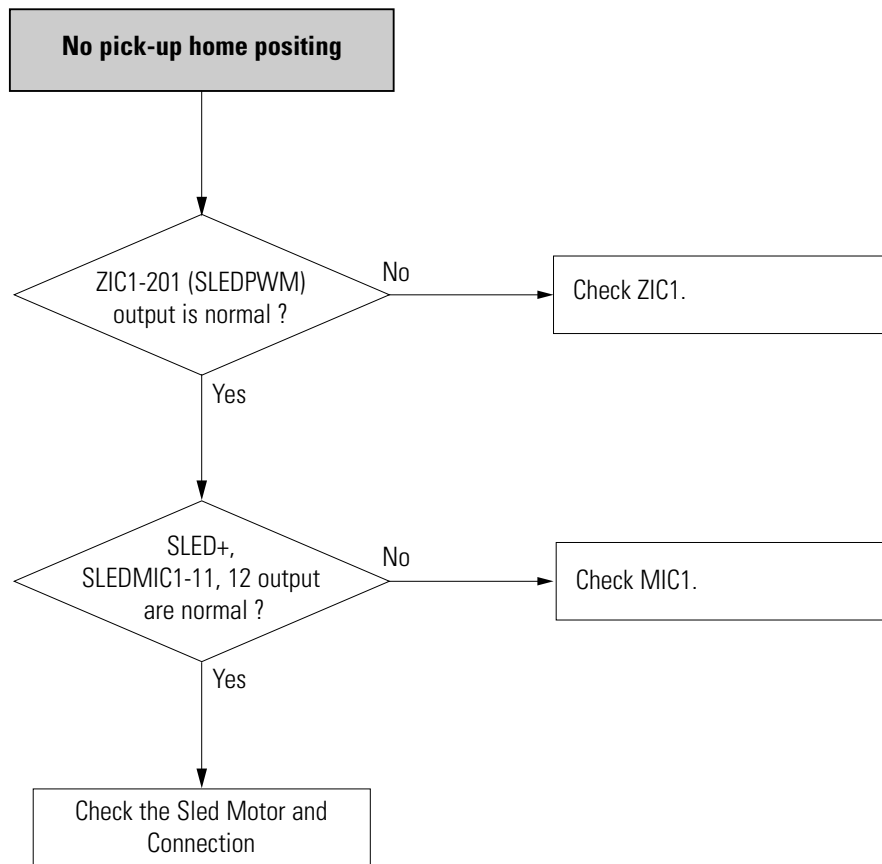 No pick-up home positing
ZIC1-201 (SLEDPWM)
output is normal ?
No
Check ZIC1.
Yes
SLED+,
SLEDMIC1-11, 12 output
are normal ?
No
Check MIC1.
Yes
Check the Sled Motor and
Connection